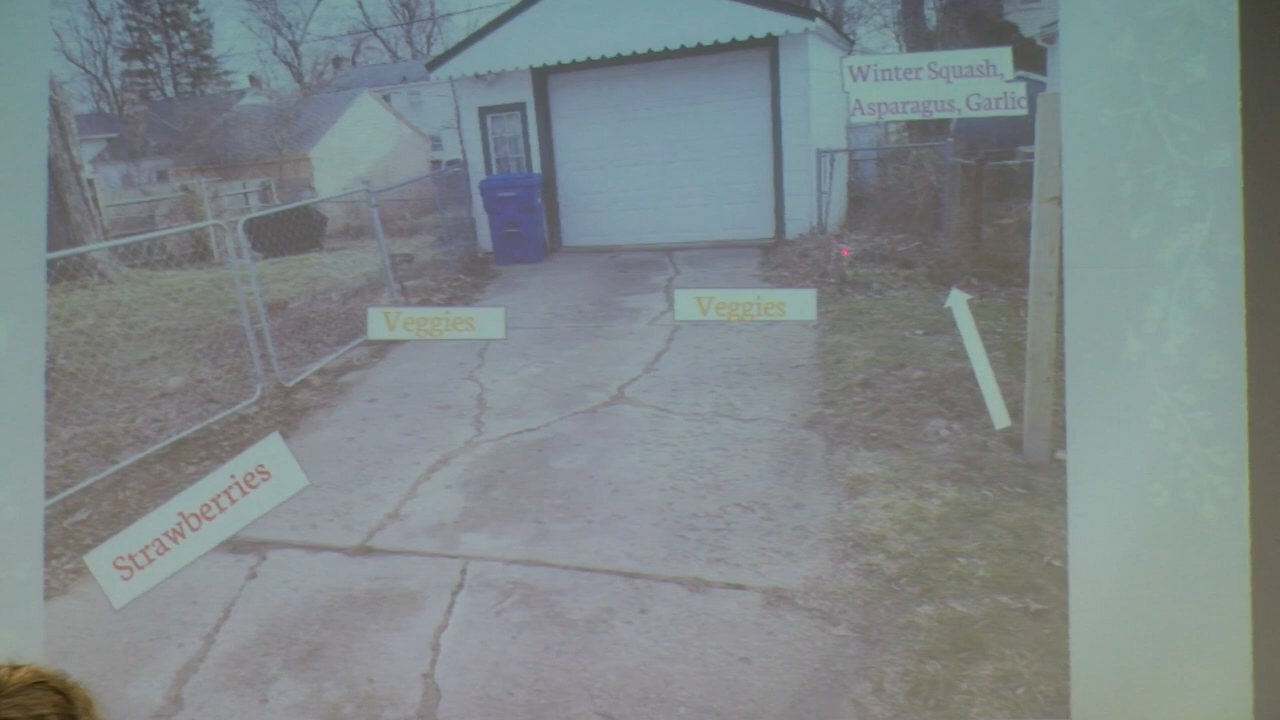 Winter Squash,
Asparagus, Garlic
Veggies
Veggies
Strawberries